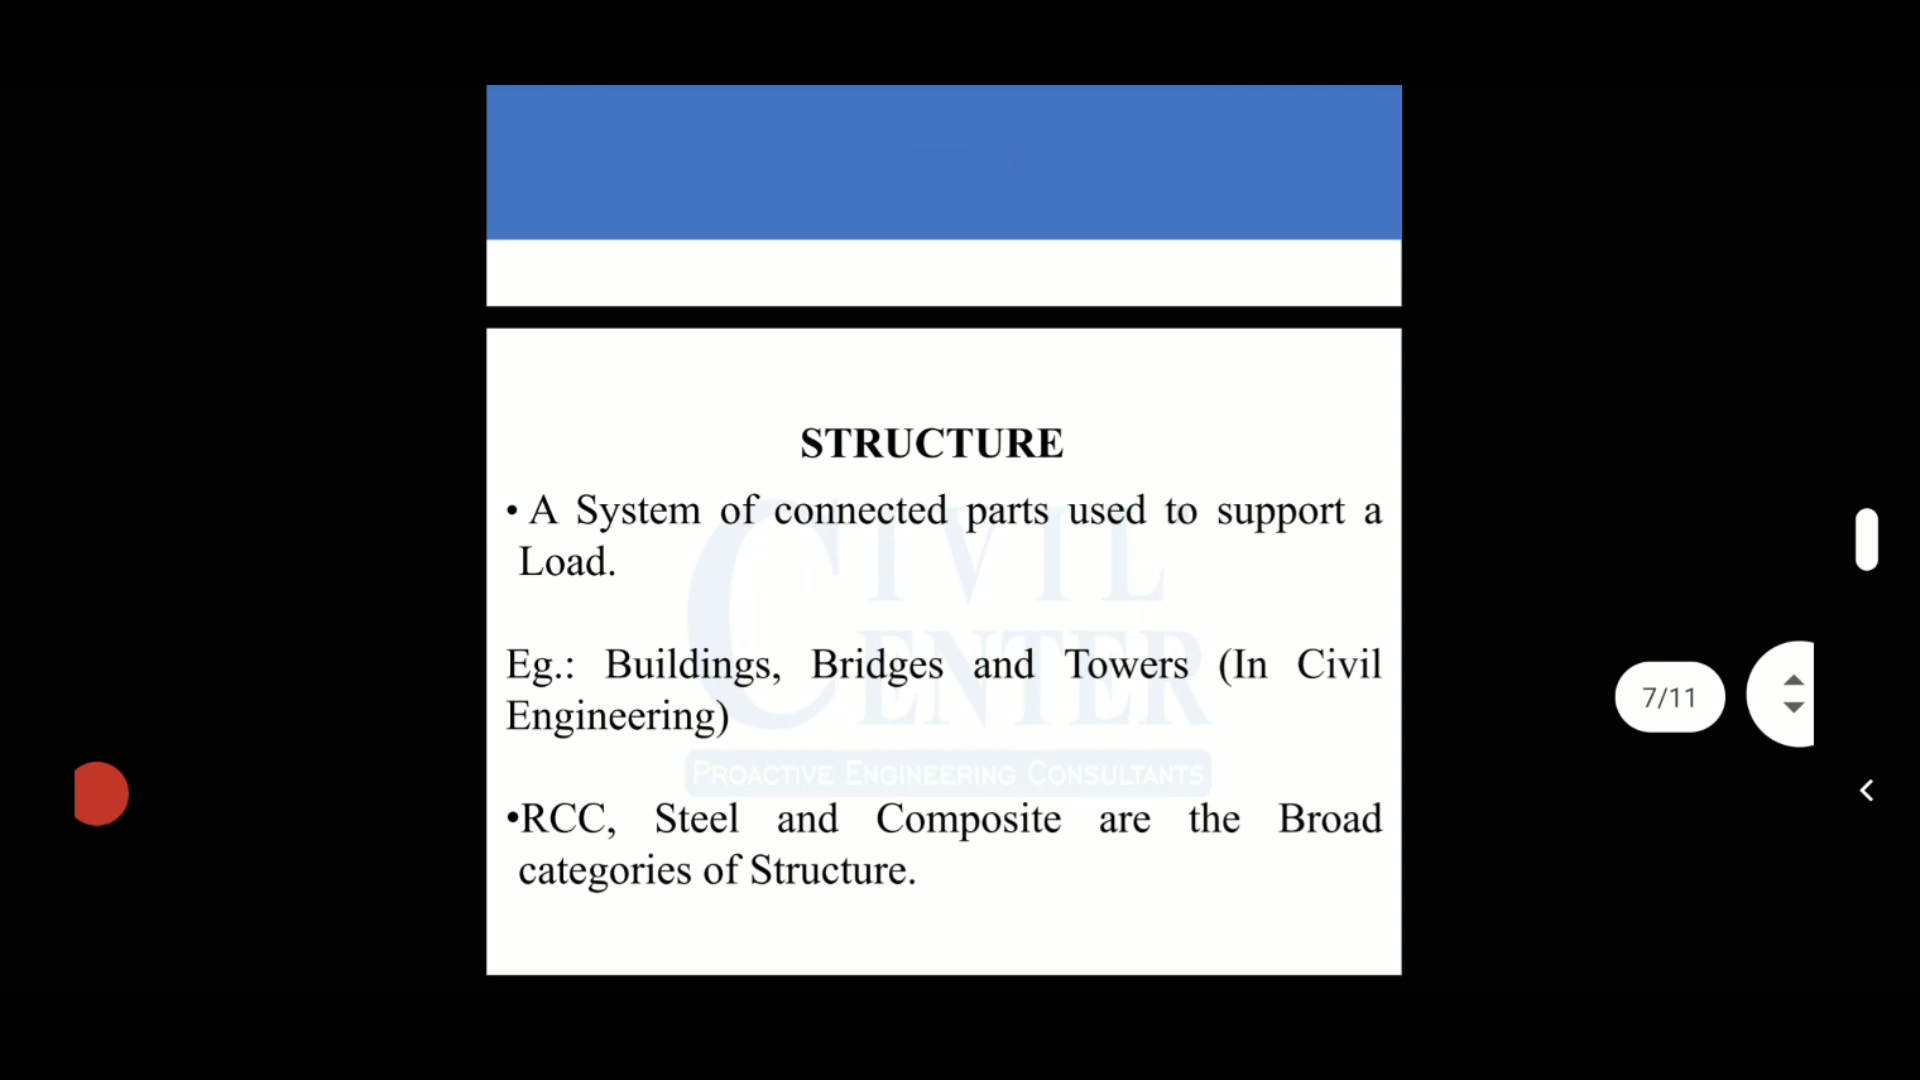 STRUCTURE
• A System of connected parts used to support a
Load.
CIVIL
CENTER
Eg.: Buildings, Bridges and Towers (In Civil
Engineering)
PROACTIVE ENGINEERING CONSULTANTS
•RCC, Steel and Composite are the Broad
categories of Structure.
7/11